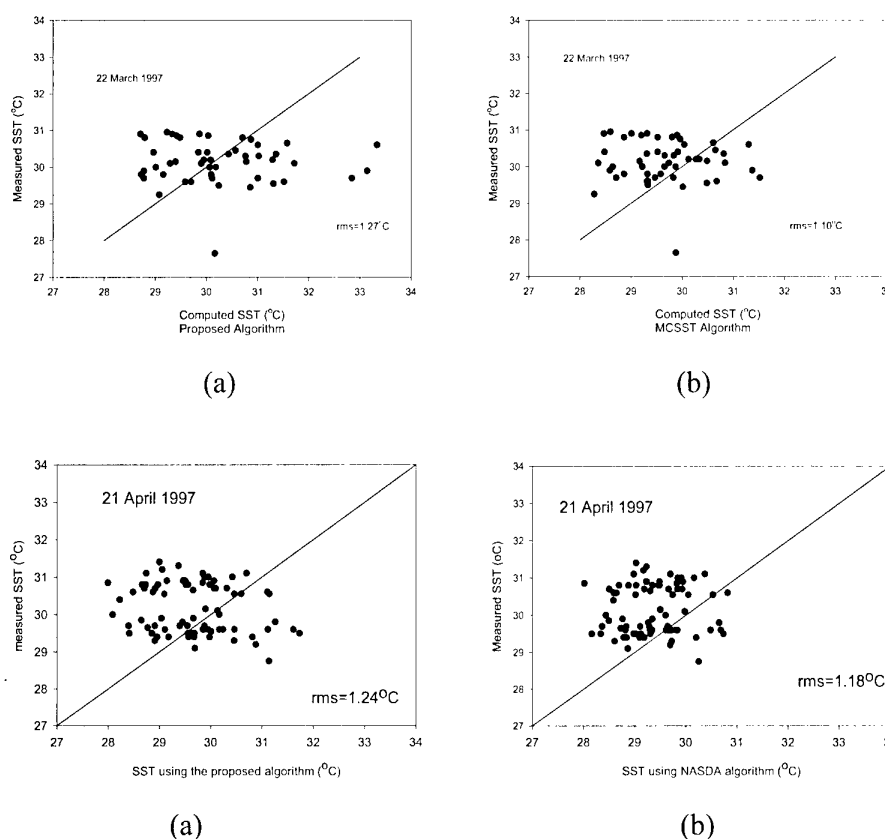 34
33
32
31
30
29
28
27
Measured SST (°C)
22 March 1997
rms=1.27°C
27 28 29 30 31 32 33 34
Computed SST (°C)
Proposed Algorithm
(a)
34
33
32
31
30
29
28
27
Measured SST (°C)
22 March 1997
rms=1.10°C
27 28 29 30 31 32 33 34
Computed SST (°C)
MCSST Algorithm
(b)
34
33
32
31
30
29
28
27
measured SST (°C)
21 April 1997
rms=1.24°C
27 28 29 30 31 32 33 34
SST using the proposed algorithm (°C)
(a)
34
33
32
31
30
29
28
27
Measured SST (oC)
21 April 1997
rms=1.18°C
27 28 29 30 31 32 33 34
SST using NASDA algorithm (°C)
(b)